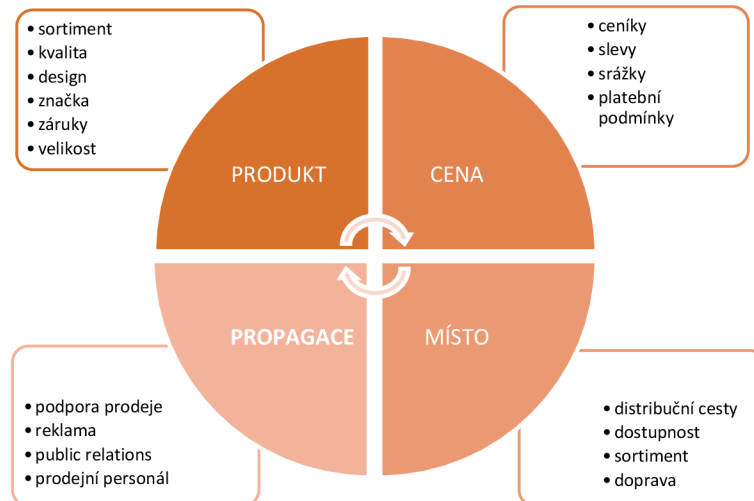 • sortiment
• kvalita
• design
• značka
• záruky
• velikost
• ceníky
• slevy
• srážky
• platební
podmínky
PRODUKT
CENA
PROPAGACE
MÍSTO
• podpora prodeje
• reklama
• public relations
• prodejní personál
• distribuční cesty
• dostupnost
• sortiment
• doprava